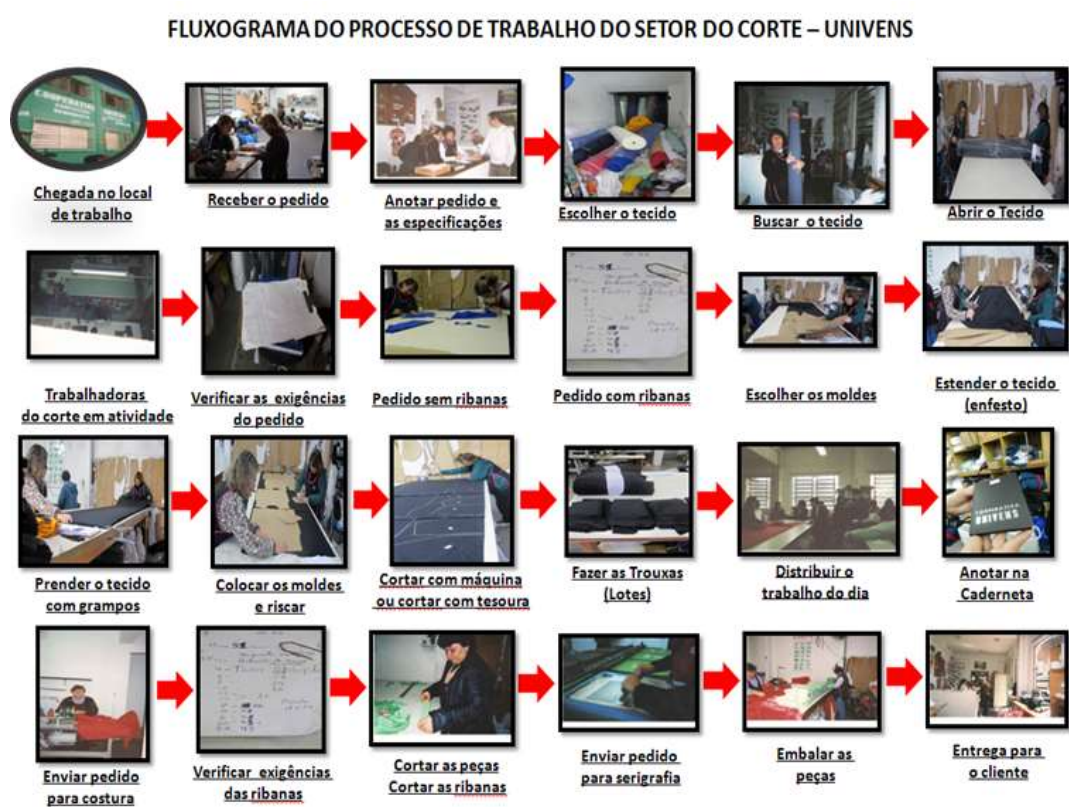 FLUXOGRAMA DO PROCESSO DE TRABALHO DO SETOR DO CORTE – UNIVENS
COOPERATIVA
Chegada no local
de trabalho
Receber o pedido
Anotar pedido e
as especificações
Escolher o tecido
Buscar o tecido
Abrir o Tecido
Trabalhadoras
do corte em atividade
Verificar as exigências
do pedido
Pedido sem ribanas
Pedido com ribanas
Escolher os moldes
Estender o tecido
(enfesto)
Prender o tecido
com grampos
Colocar os moldes
e riscar
Cortar com máquina
ou cortar com tesoura
Fazer as Trouxas
(Lotes)
Distribuir o
trabalho do dia
UNIVENS
Anotar na
Caderneta
Enviar pedido
para costura
Verificar exigências
das ribanas
Cortar as peças
Cortar as ribanas
Enviar pedido
para serigrafia
Embalar as
peças
Entrega para
o cliente